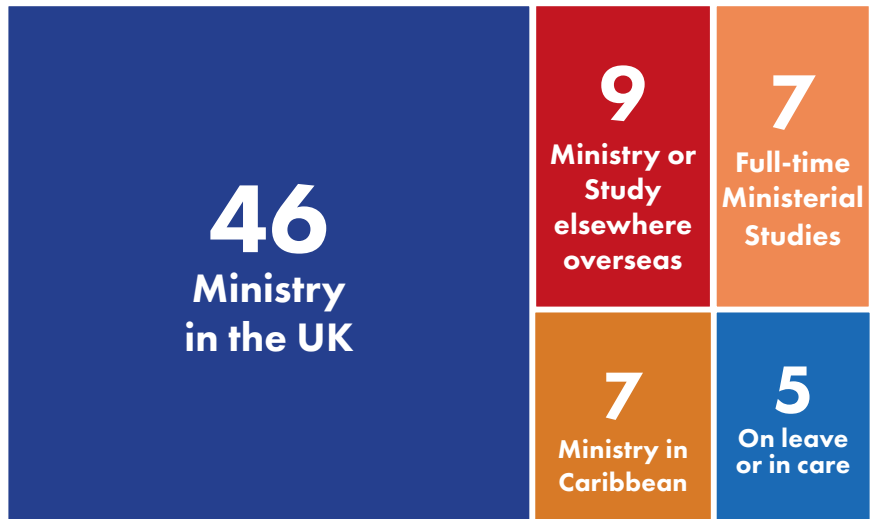 46
Ministry
in the UK
9
Ministry or
Study
elsewhere
overseas
7
Full-time
Ministerial
Studies
7
Ministry in
Caribbean
5
On leave
or in care